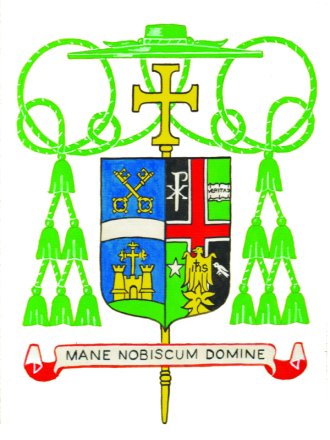 VERITAS
IHS
MANE NOBISCUM DOMINE